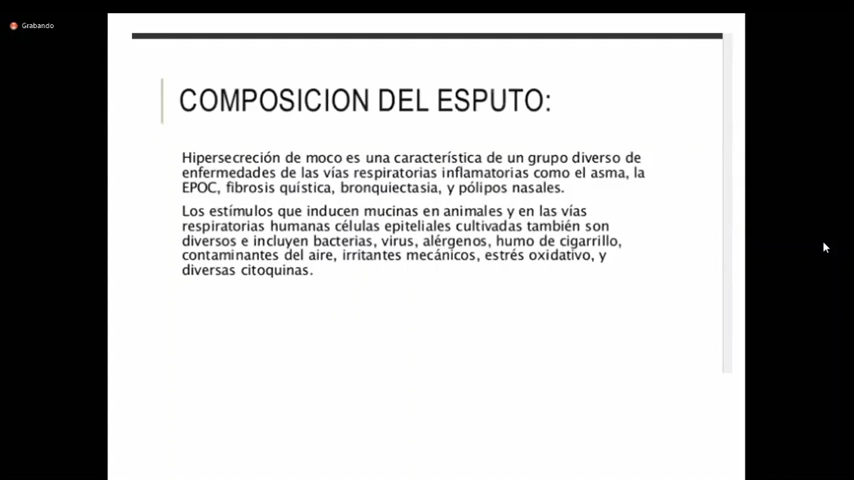 Grabando
COMPOSICION DEL ESPUTO:
Hipersecreción de moco es una característica de un grupo diverso de
enfermedades de las vías respiratorias inflamatorias como el asma, la
EPOC, fibrosis quística, bronquiectasia, y pólipos nasales.
Los estímulos que inducen mucinas en animales y en las vías
respiratorias humanas células epiteliales cultivadas también son
diversos e incluyen bacterias, virus, alérgenos, humo de cigarrillo,
contaminantes del aire, irritantes mecánicos, estrés oxidativo, y
diversas citoquinas.